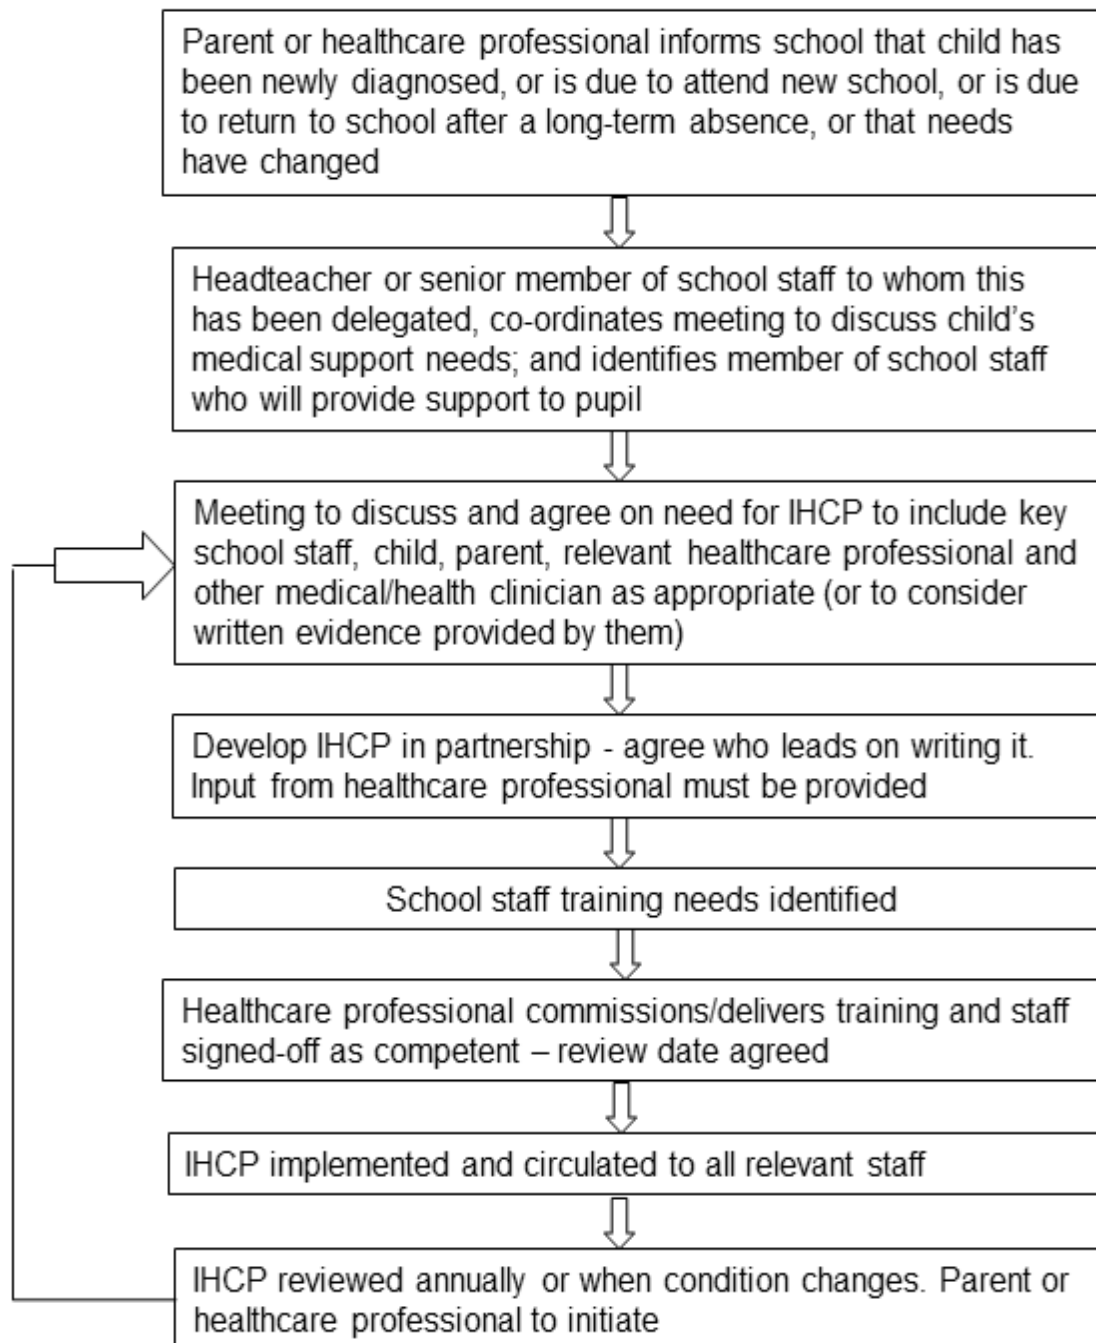 Parent or healthcare professional informs school that child has
been newly diagnosed, or is due to attend new school, or is due
to return to school after a long-term absence, or that needs
have changed
Headteacher or senior member of school staff to whom this
has been delegated, co-ordinates meeting to discuss child's
medical support needs; and identifies member of school staff
who will provide support to pupil
Meeting to discuss and agree on need for IHCP to include key
school staff, child, parent, relevant healthcare professional and
other medical/health clinician as appropriate (or to consider
written evidence provided by them)
Develop IHCP in partnership - agree who leads on writing it.
Input from healthcare professional must be provided
School staff training needs identified
Healthcare professional commissions/delivers training and staff
signed-off as competent – review date agreed
IHCP implemented and circulated to all relevant staff
IHCP reviewed annually or when condition changes. Parent or
healthcare professional to initiate